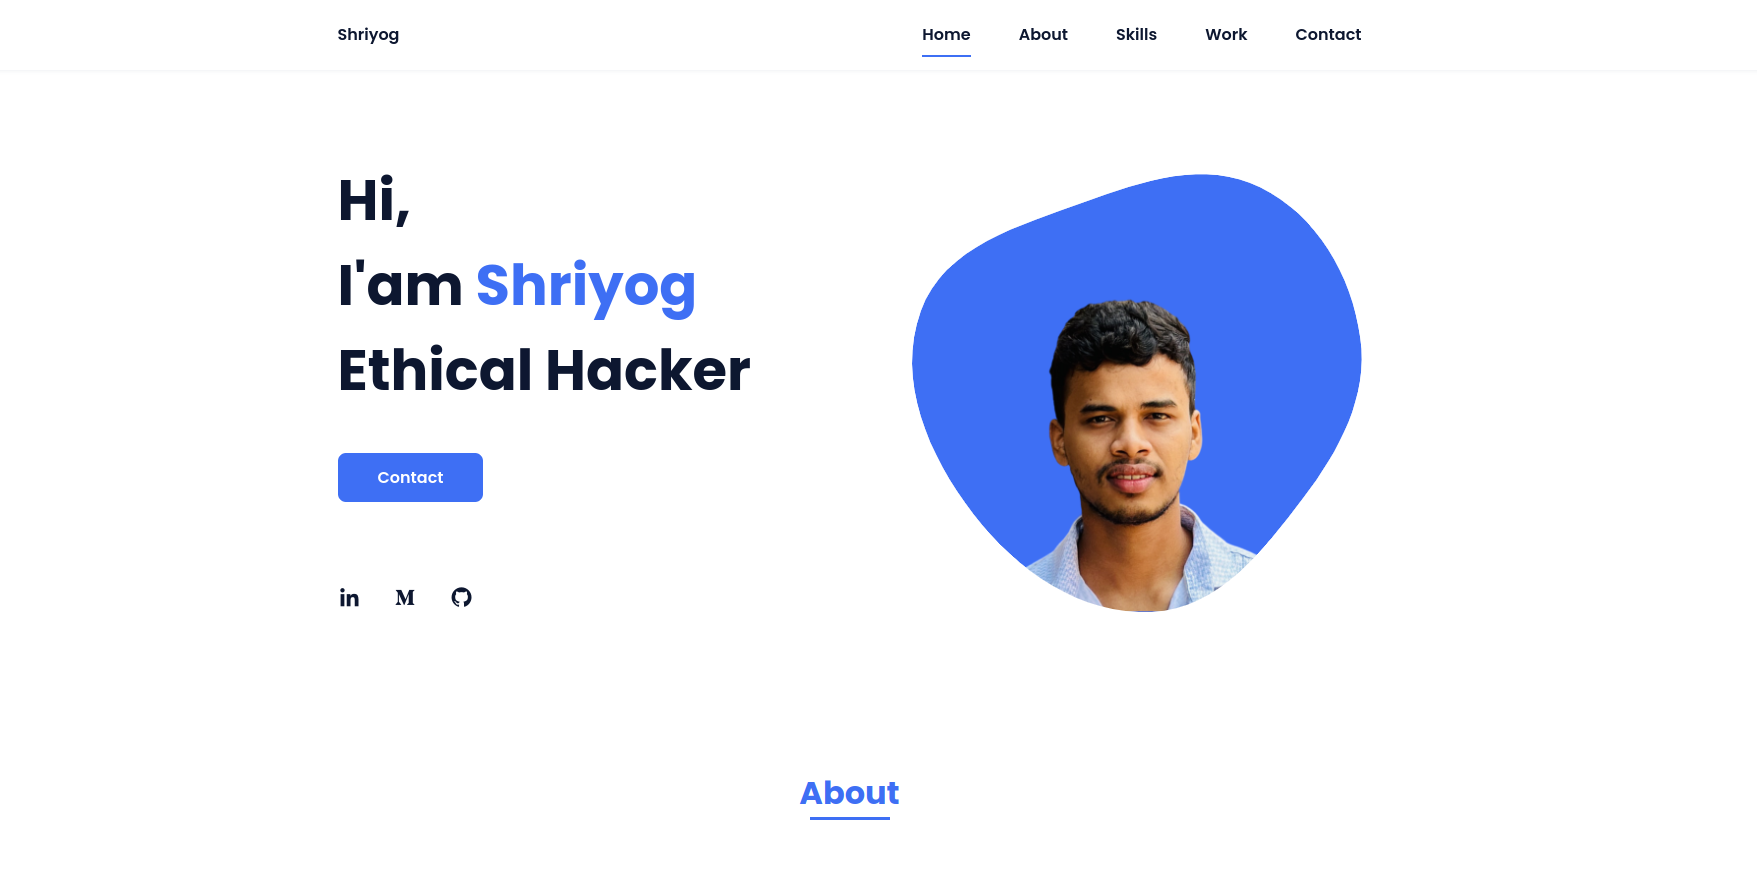 Shriyog
Home About Skills Work Contact
Hi,
I'am Shriyog
Ethical Hacker
Contact
in M
About